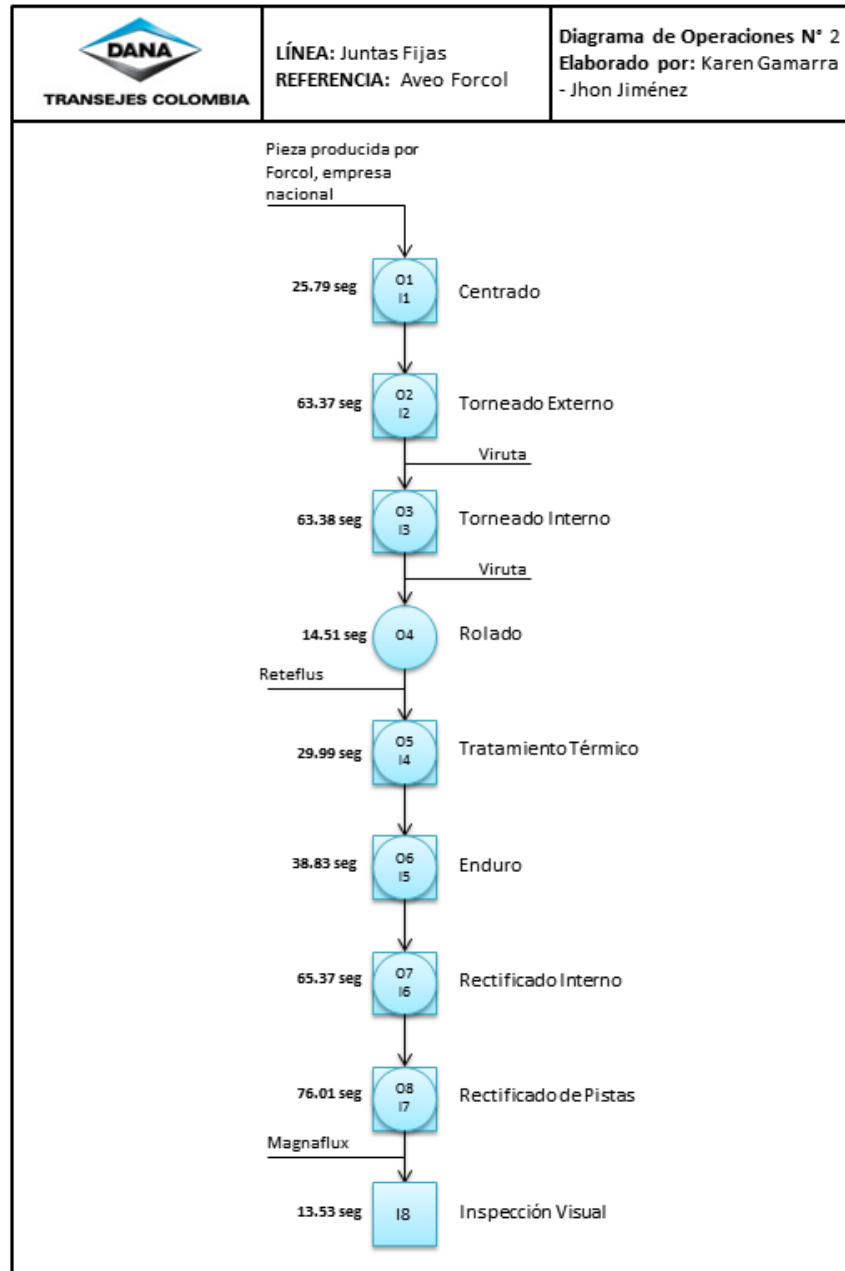 DANA
TRANSEJES COLOMBIA
LÍNEA: Juntas Fijas
REFERENCIA: Aveo Forcol
Diagrama de Operaciones N° 2
Elaborado por: Karen Gamarra
- Jhon Jiménez
Pieza producida por
Forcol, empresa
nacional
25.79 seg
O1
I1
Centrado
63.37 seg
O2
I2
Torneado Externo
Viruta
63.38 seg
O3
I3
Torneado Interno
Viruta
14.51 seg
O4
Rolado
Reteflus
29.99 seg
O5
I4
Tratamiento Térmico
38.83 seg
O6
I5
Enduro
65.37 seg
O7
I6
Rectificado Interno
76.01 seg
O8
I7
Rectificado de Pistas
Magnaflux
13.53 seg
I8
Inspección Visual